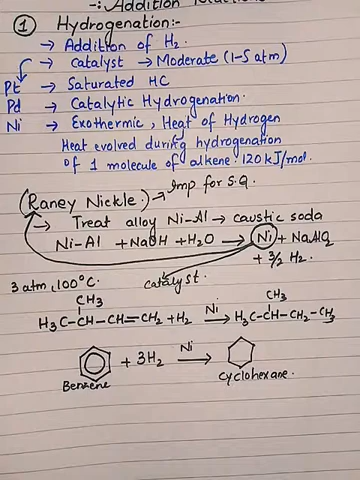 -: Addition Reactions
① Hydrogenation:-
→ Addition of H₂.
→ catalyst → Moderate (1-5 atm)
Pt → Saturated HC
Pd → Catalytic Hydrogenation.
Ni → Exothermic, Heat of Hydrogen
Heat evolved during hydrogenation
of 1 molecule of alkene 120 kJ/mol.
(Raney Nickle) → Imp for S.Q.
→ Treat alloy Ni-Al → caustic soda
Ni-Al + NaOH + H₂O → Ni + NaAlO₂
+ 3/2 H₂.
3 atm, 100°C. catalyst.
CH₃ CH₃
H₃C-CH-CH=CH₂ + H₂ Ni→ H₃C-CH-CH₂-CH₃
+ 3H₂ Ni→
Benzene cyclohexane.